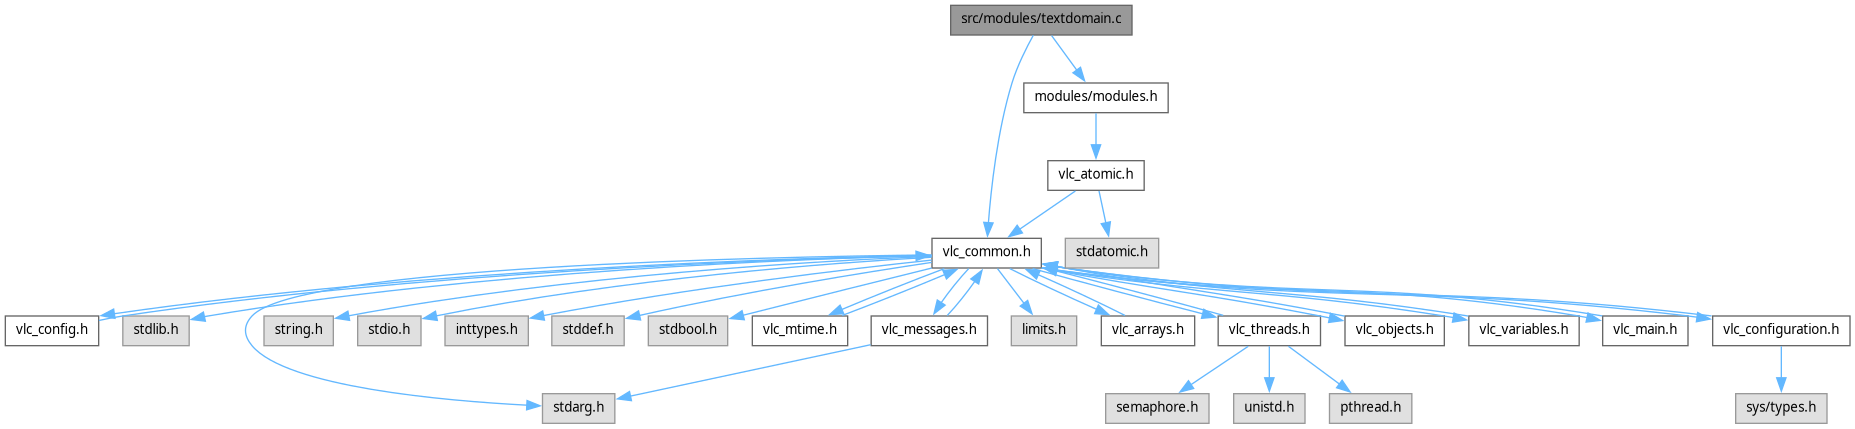 src/modules/textdomain.c
modules/modules.h
vlc_atomic.h
vlc_common.h
stdatomic.h
vlc_config.h
stdlib.h
string.h
stdio.h
inttypes.h
stddef.h
stdbool.h
vlc_mtime.h
vlc_messages.h
limits.h
vlc_arrays.h
vlc_threads.h
vlc_objects.h
vlc_variables.h
vlc_main.h
vlc_configuration.h
stdarg.h
semaphore.h
unistd.h
pthread.h
sys/types.h